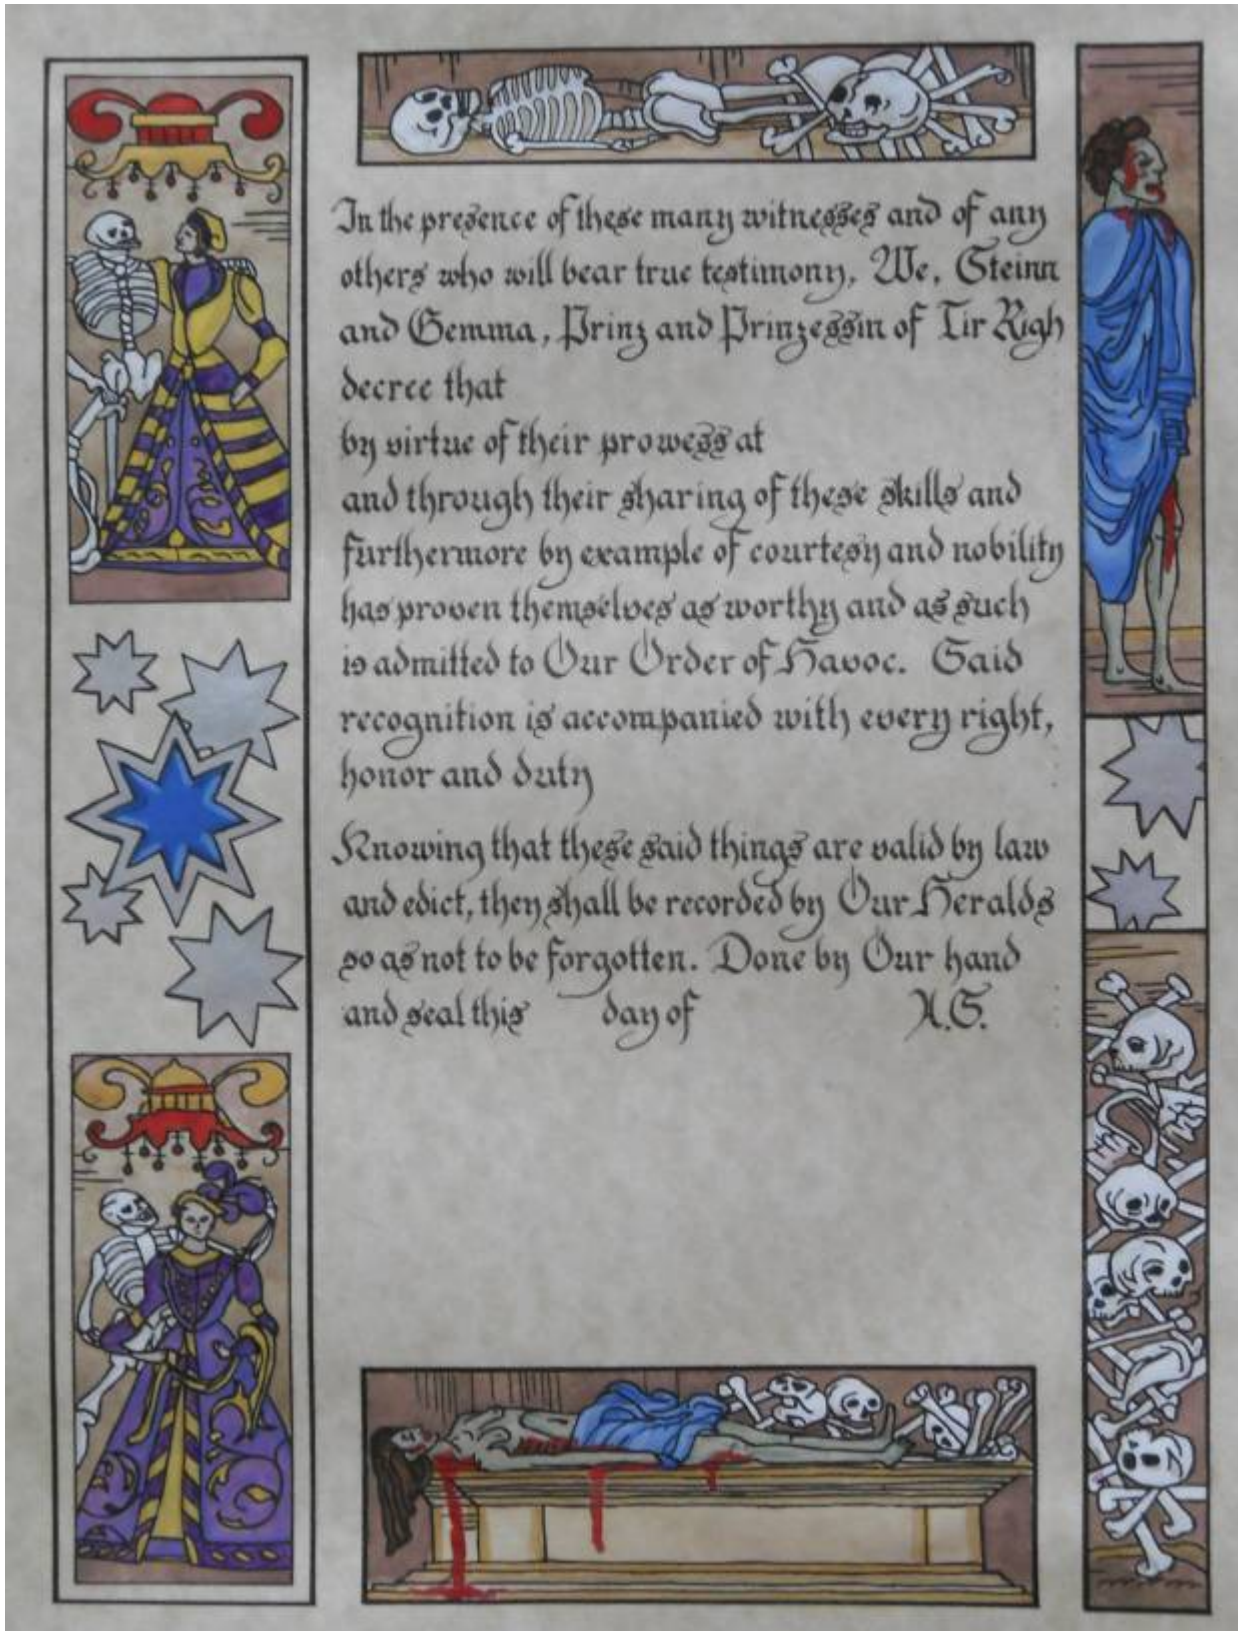 In the presence of these many witnesses and of any
others who will bear true testimony, We, Steinn
and Gemma, Prinz and Prinzessin of Tir Righ
decree that
by virtue of their prowess at
and through their sharing of these skills and
furthermore by example of courtesy and nobility
has proven themselves as worthy and as such
is admitted to Our Order of Havoc. Said
recognition is accompanied with every right,
honor and duty
Knowing that these said things are valid by law
and edict, they shall be recorded by Our Heralds
so as not to be forgotten. Done by Our hand
and seal this day of A.S.